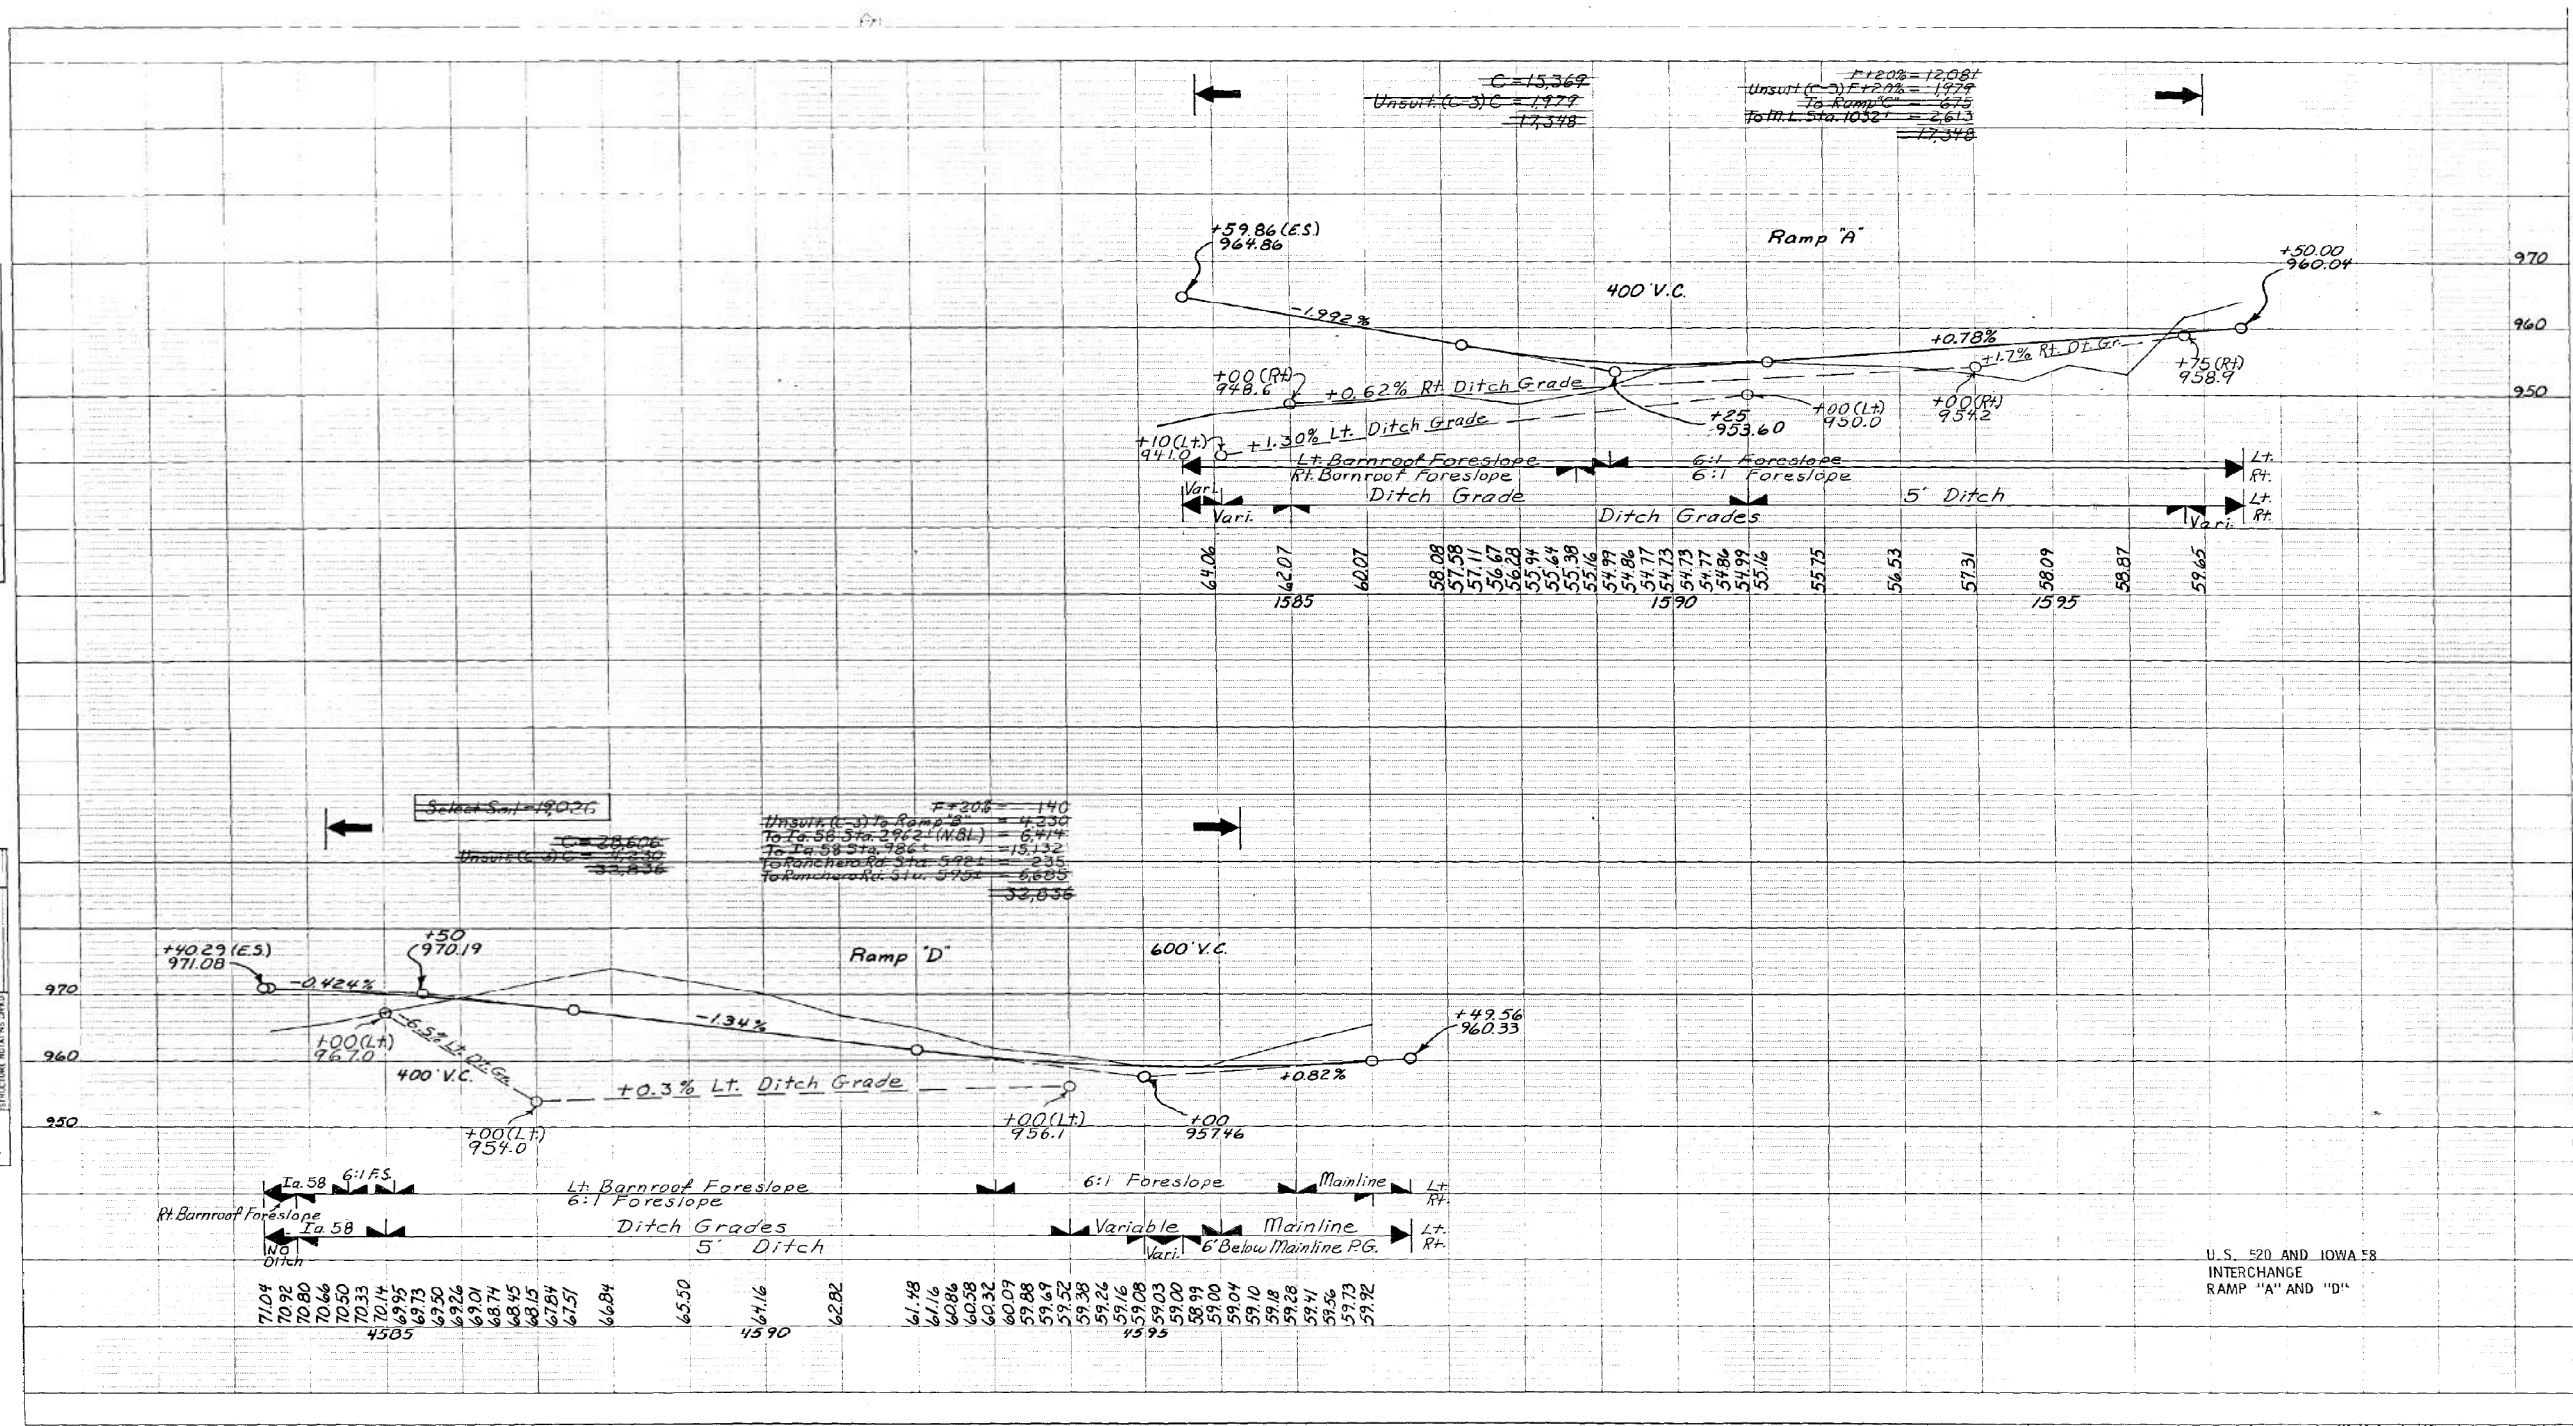 C = 15,369
Unsuit. (C-3) C = 1,979
17,348
F+20% = 12,081
Unsuit (C-3) F+20% = 1,979
To Ramp "C" = 675
To M.L. Sta. 1032± = 2,613
= 17,348
+59.86 (E.S.)
964.86
Ramp "A"
+50.00
960.04
970
400' V.C.
-1.992%
960
+0.78%
+1.7% Rt. Dt. Gr.
+75 (Rt)
958.9
+00 (Rt)
948.6
+0.62% Rt. Ditch Grade
950
+00 (Lt)
950.0
+00 (Rt)
954.2
+25
953.60
+10 (Lt)
941.0
+1.30% Lt. Ditch Grade
Lt. Barnroof Foreslope 6:1 Foreslope Lt.
Rt. Barnroof Foreslope 6:1 Foreslope Rt.
Vari. Ditch Grade 5' Ditch Lt.
Vari. Ditch Grades Vari. Rt.
64.06 62.07 60.07 58.08 57.58 57.11 56.67 56.28 55.94 55.64 55.38 55.16 54.99 54.86 54.77 54.73 54.73 54.77 54.86 54.99 55.16 55.75 56.53 57.31 58.09 58.87 59.65
1585 1590 1595
Select Soil = 19,026
C = 28,606
Unsuit (C-3) C = 4,230
32,836
F+20% = 140
Unsuit. (C-3) To Ramp "B" = 4,230
To Ia. 58 Sta. 2962± (N.B.L.) = 6,414
To Ia. 58 Sta. 986± = 15,132
To Ranchero Rd. Sta. 592± = 235
To Ranchero Rd. Sta. 595± = 6,685
32,836
+40.29 (E.S.)
971.08
+50
970.19
Ramp "D"
600' V.C.
970
-0.424%
-1.34%
+49.56
960.33
+00 (Lt)
967.0
-6.5% Lt. Dt. Gr.
960
400' V.C.
+0.3% Lt. Ditch Grade
+0.82%
950
+00 (Lt)
954.0
+00 (Lt)
956.1
+00
957.46
Ia. 58 6:1 F.S. Lt. Barnroof Foreslope 6:1 Foreslope Mainline Lt.
Rt. Barnroof Foreslope 6:1 Foreslope Rt.
Ia. 58 Ditch Grades Variable Mainline Lt.
No Ditch 5' Ditch Vari. 6' Below Mainline P.G. Rt.
71.04 70.92 70.80 70.66 70.50 70.33 70.14 69.95 69.73 69.50 69.26 69.01 68.74 68.45 68.15 67.84 67.51 66.84 65.50 64.16 62.82 61.48 61.16 60.86 60.58 60.32 60.09 59.88 59.69 59.52 59.38 59.26 59.16 59.08 59.03 59.00 58.99 59.00 59.04 59.10 59.18 59.28 59.41 59.56 59.73 59.92
4585 4590 4595
U.S. 520 AND IOWA 58
INTERCHANGE
RAMP "A" AND "D"